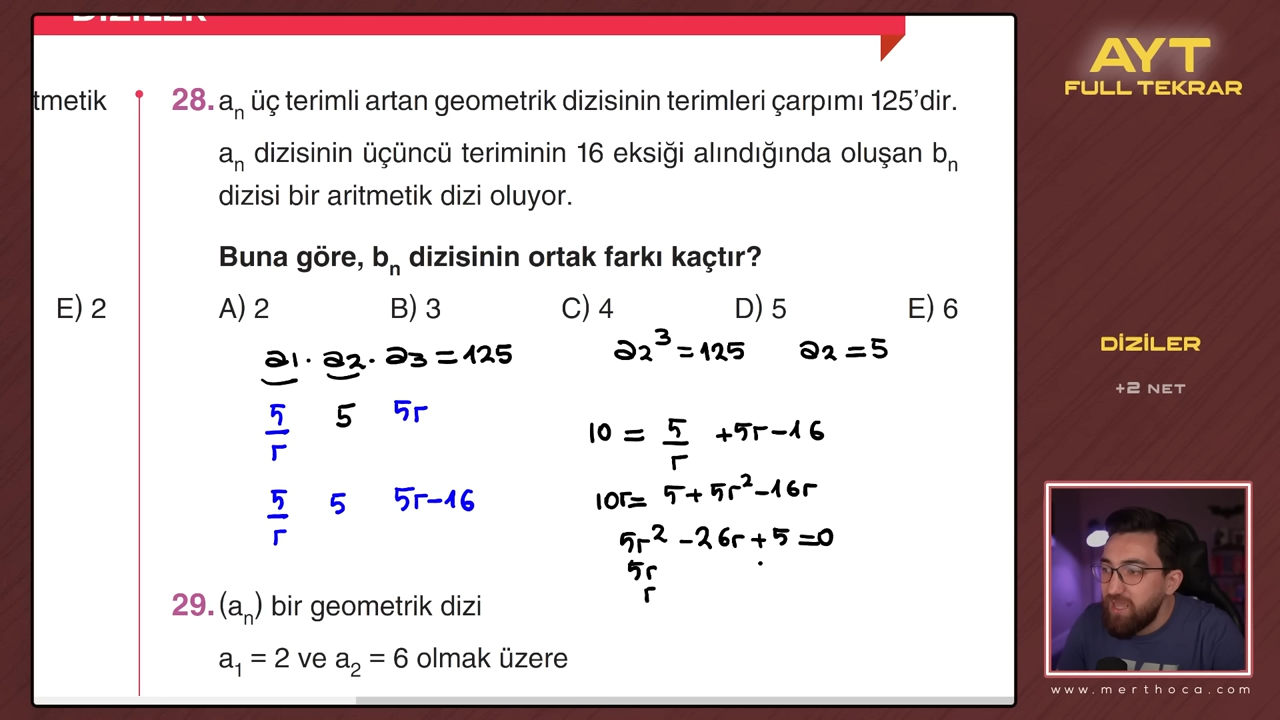 DİZİLER
tmetik
28. an üç terimli artan geometrik dizisinin terimleri çarpımı 125’dir.
an dizisinin üçüncü teriminin 16 eksiği alındığında oluşan bn
dizisi bir aritmetik dizi oluyor.
Buna göre, bn dizisinin ortak farkı kaçtır?
E) 2
A) 2 B) 3 C) 4 D) 5 E) 6
a1 · a2 · a3 = 125
a2³ = 125 a2 = 5
5/r 5 5r
10 = 5/r + 5r - 16
5/r 5 5r-16
10r = 5 + 5r² - 16r
5r² - 26r + 5 = 0
5r
r
29. (an) bir geometrik dizi
a1 = 2 ve a2 = 6 olmak üzere
AYT
FULL TEKRAR
DİZİLER
+2 NET
www.merthoca.com